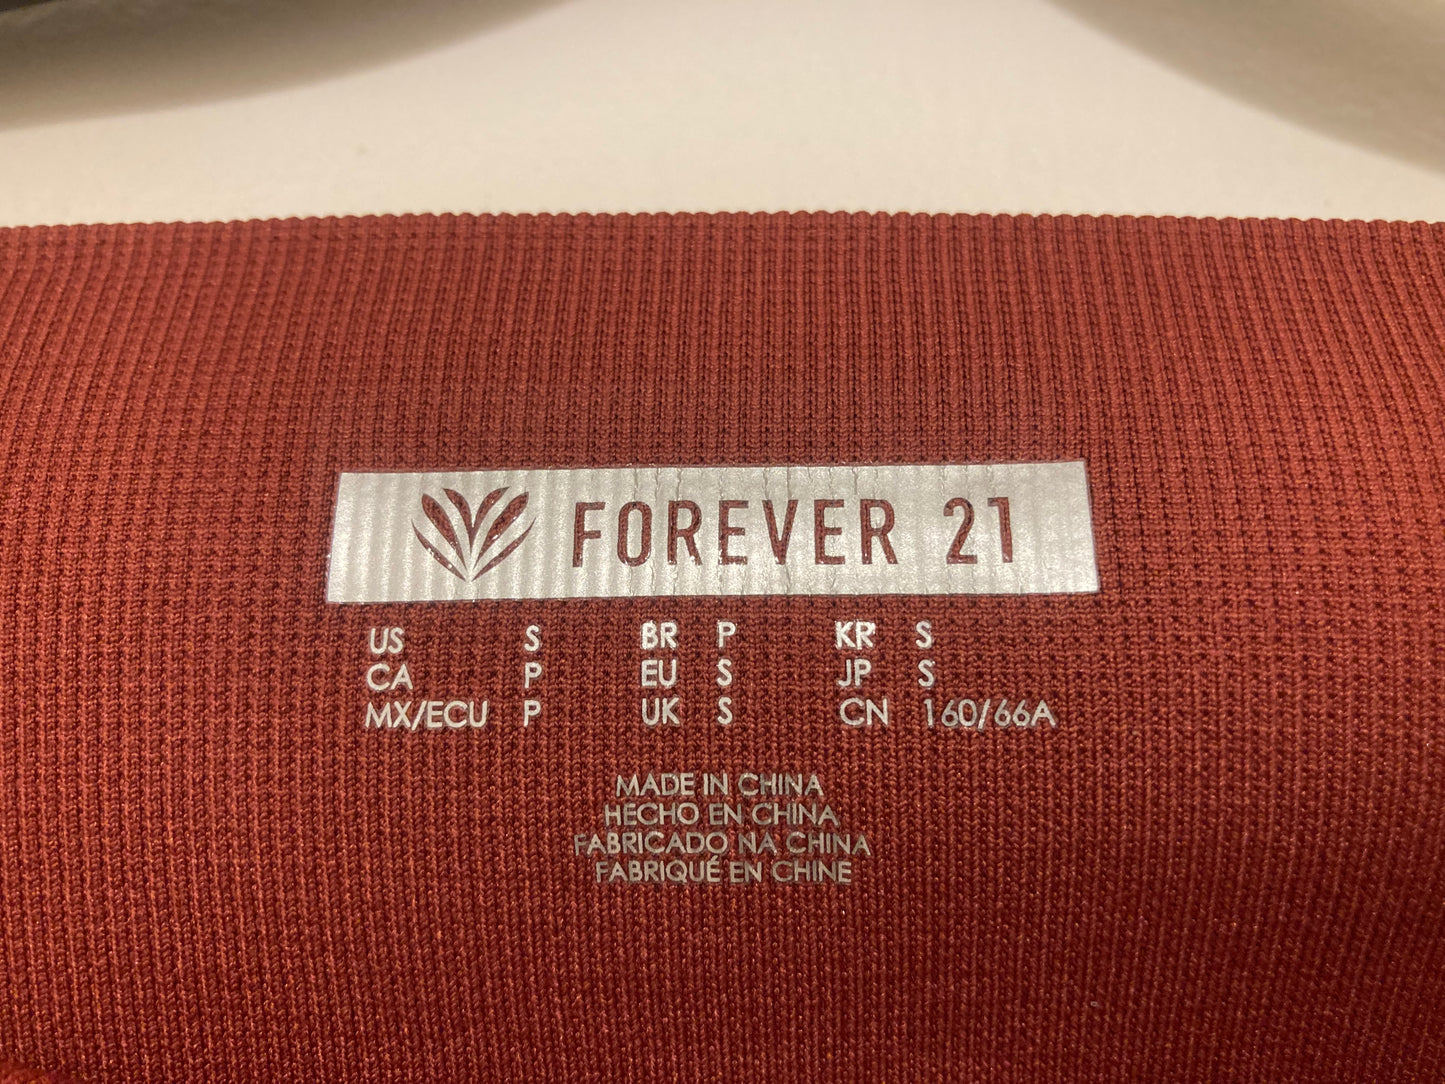 FOREVER 21
US S BR P KR S
CA P EU S JP S
MX/ECU P UK S CN 160/66A
MADE IN CHINA
HECHO EN CHINA
FABRICADO NA CHINA
FABRIQUÉ EN CHINE